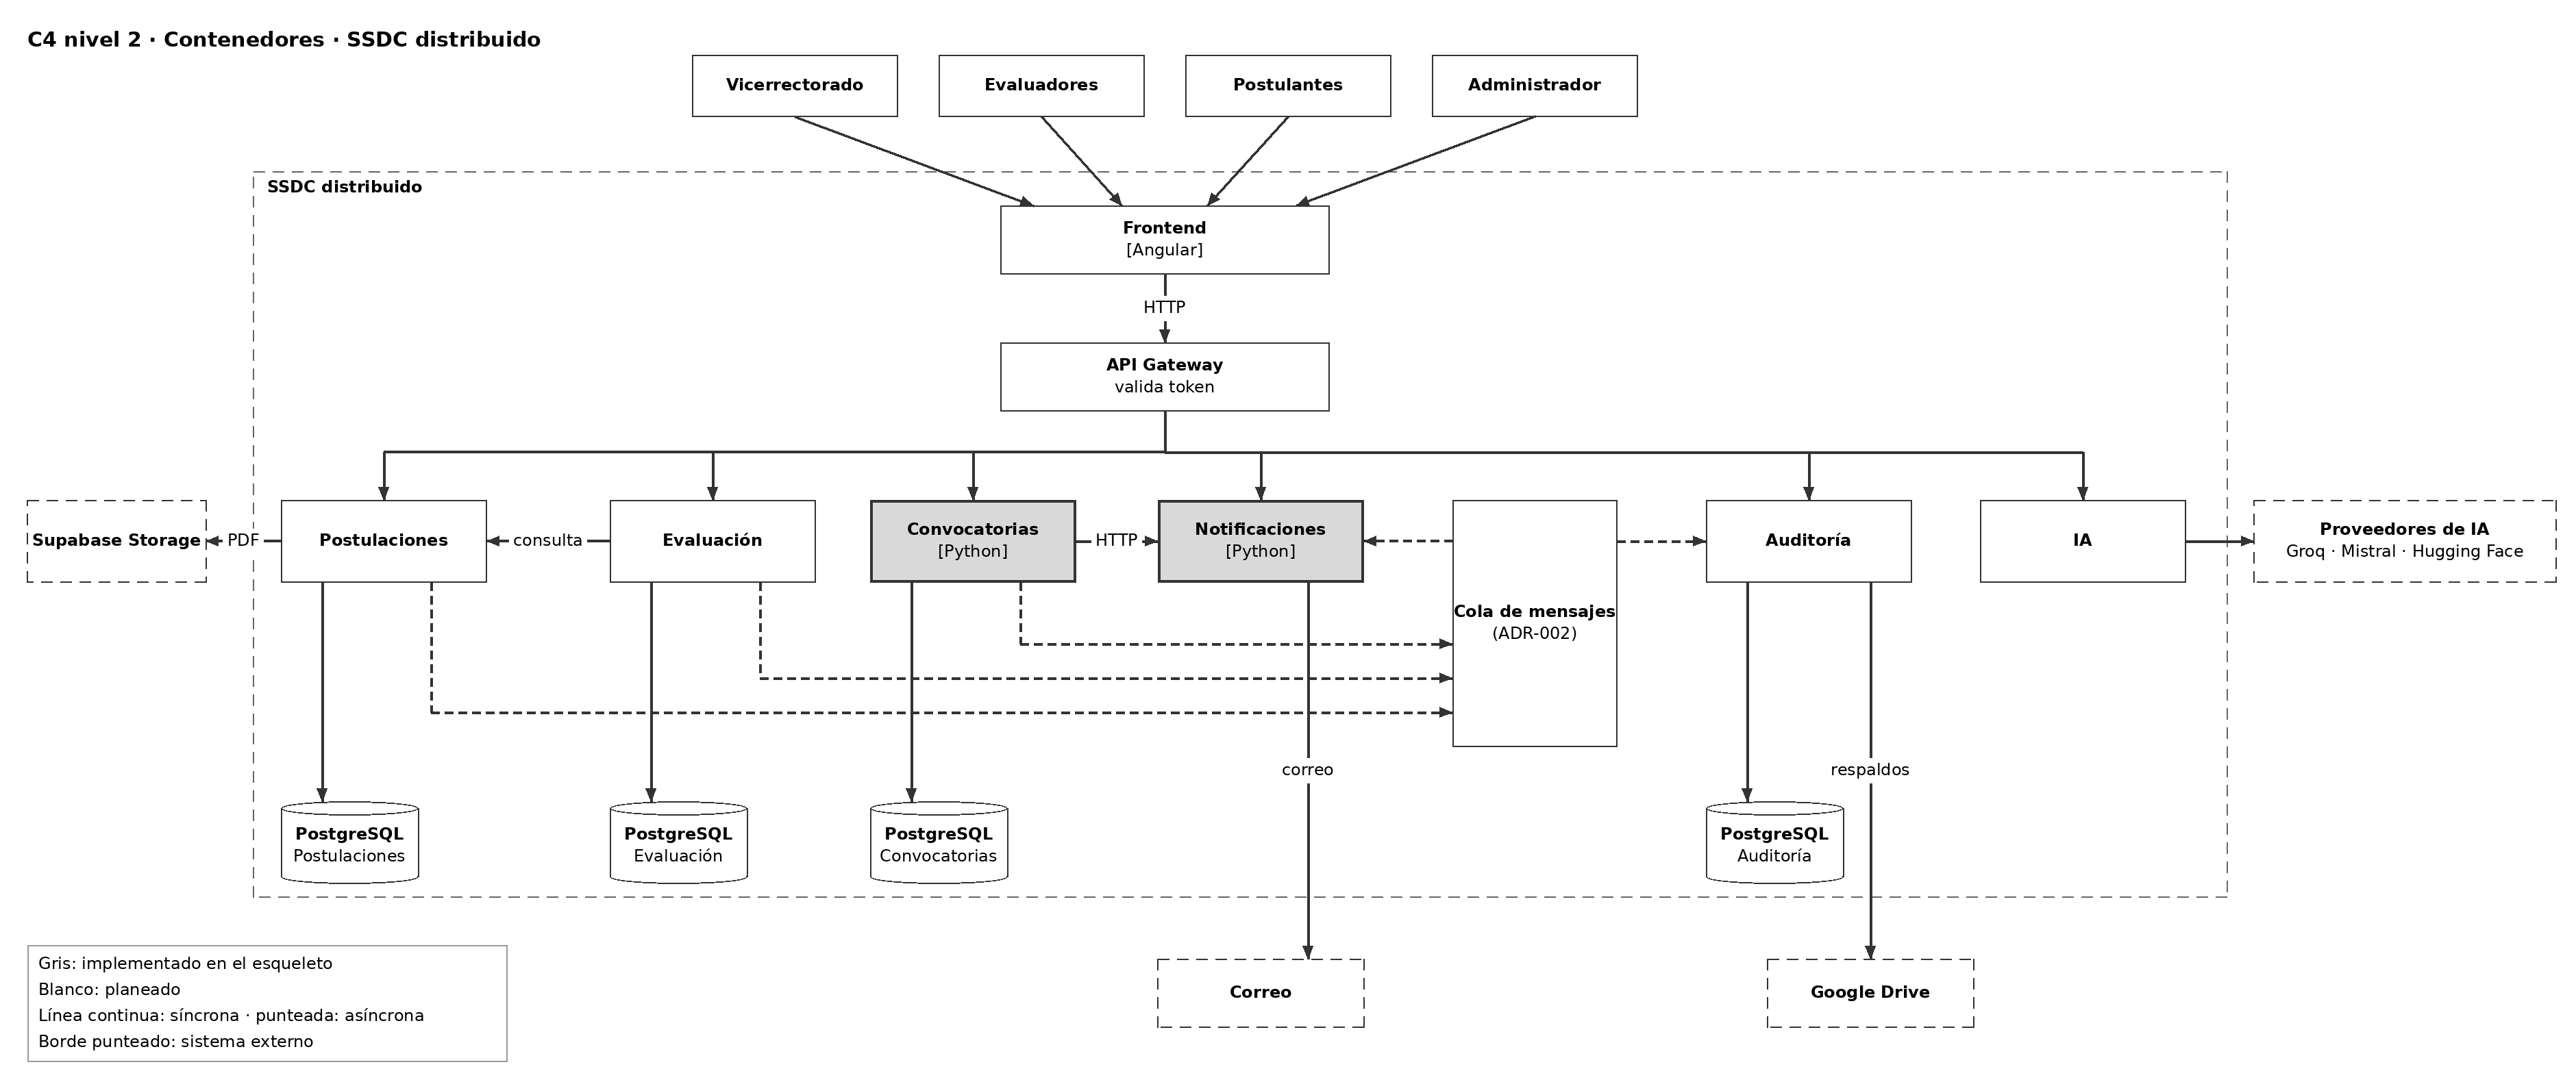 C4 nivel 2 · Contenedores · SSDC distribuido
Vicerrectorado
Evaluadores
Postulantes
Administrador
SSDC distribuido
Frontend
[Angular]
HTTP
API Gateway
valida token
Supabase Storage
PDF
Postulaciones
consulta
Evaluación
Convocatorias
[Python]
HTTP
Notificaciones
[Python]
Cola de mensajes
(ADR-002)
Auditoría
IA
Proveedores de IA
Groq · Mistral · Hugging Face
correo
respaldos
PostgreSQL
Postulaciones
PostgreSQL
Evaluación
PostgreSQL
Convocatorias
PostgreSQL
Auditoría
Gris: implementado en el esqueleto
Blanco: planeado
Línea continua: síncrona · punteada: asíncrona
Borde punteado: sistema externo
Correo
Google Drive